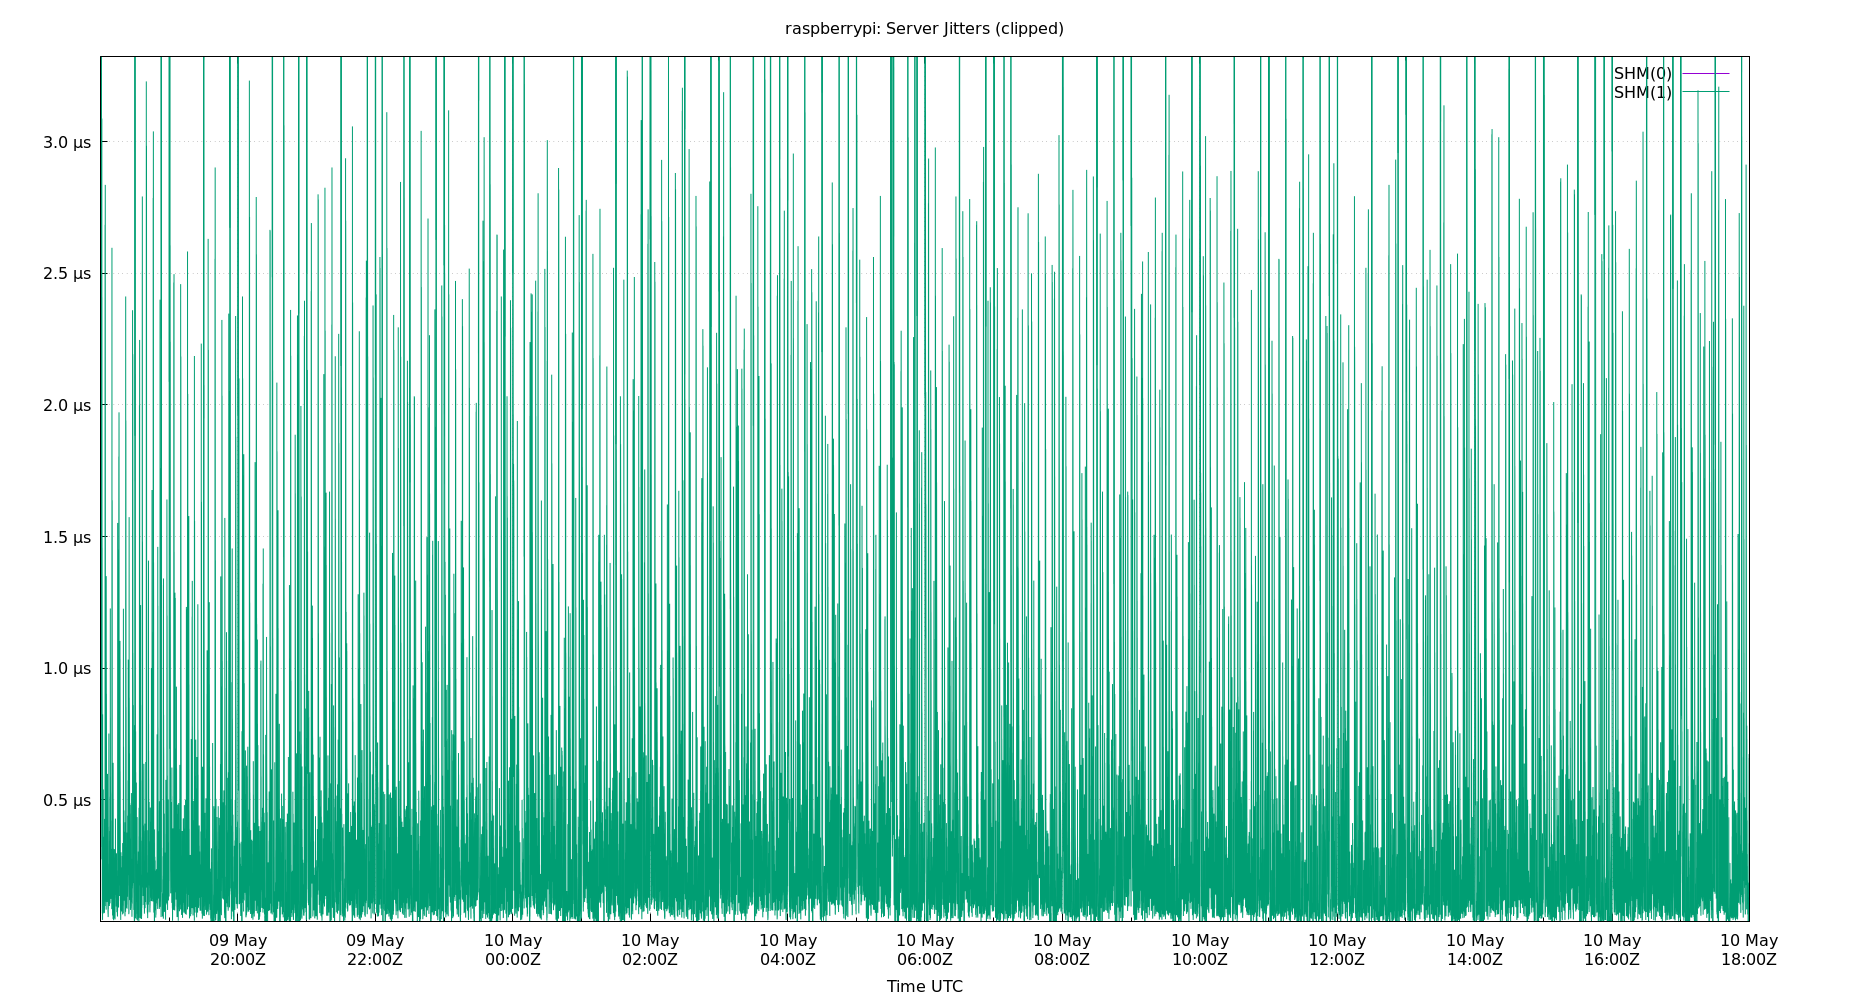 raspberrypi: Server Jitters (clipped)
SHM(0)
SHM(1)
3.0 μs
2.5 μs
2.0 μs
1.5 μs
1.0 μs
0.5 μs
09 May 09 May 10 May 10 May 10 May 10 May 10 May 10 May 10 May 10 May 10 May 10 May
20:00Z 22:00Z 00:00Z 02:00Z 04:00Z 06:00Z 08:00Z 10:00Z 12:00Z 14:00Z 16:00Z 18:00Z
Time UTC